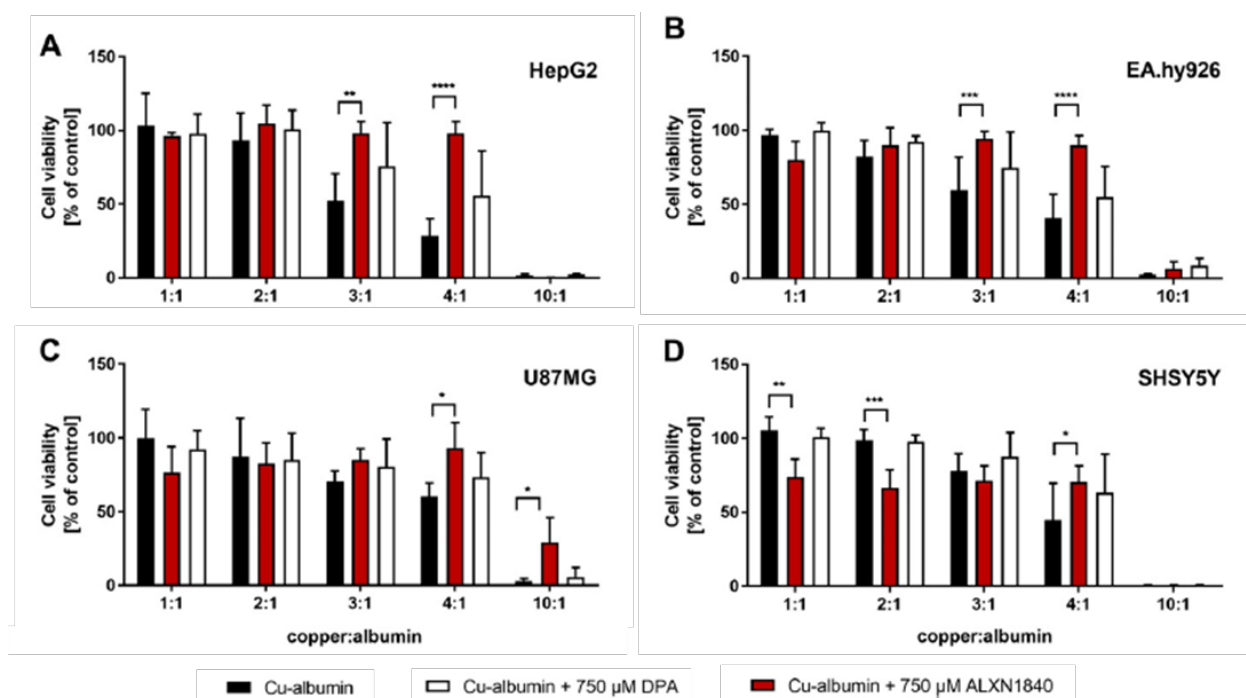 A
HepG2
150
100
50
0
Cell viability
[% of control]
**
****
1:1 2:1 3:1 4:1 10:1
B
EA.hy926
150
100
50
0
Cell viability
[% of control]
***
****
1:1 2:1 3:1 4:1 10:1
C
U87MG
150
100
50
0
Cell viability
[% of control]
*
*
1:1 2:1 3:1 4:1 10:1
copper:albumin
D
SHSY5Y
150
100
50
0
Cell viability
[% of control]
**
***
*
1:1 2:1 3:1 4:1 10:1
copper:albumin
Cu-albumin
Cu-albumin + 750 µM DPA
Cu-albumin + 750 µM ALXN1840